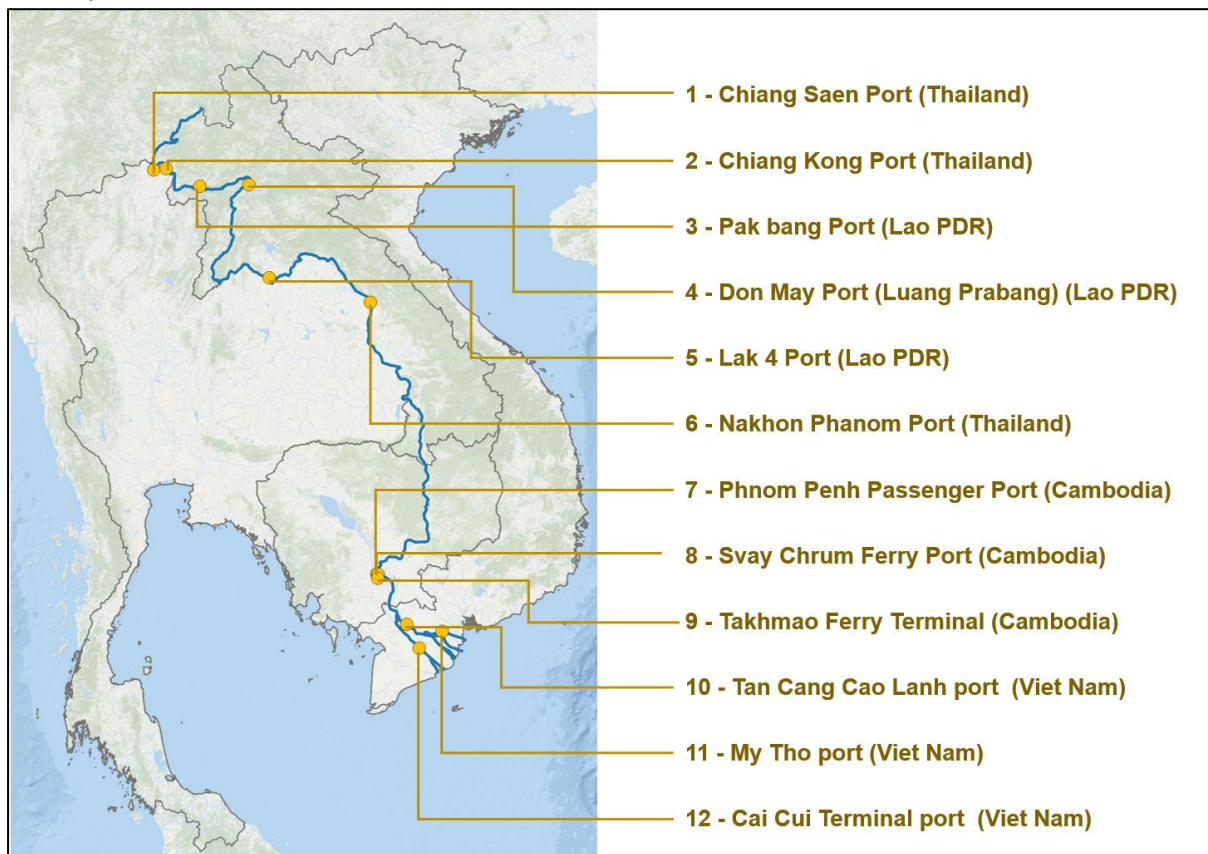 1 - Chiang Saen Port (Thailand)
2 - Chiang Kong Port (Thailand)
3 - Pak bang Port (Lao PDR)
4 - Don May Port (Luang Prabang) (Lao PDR)
5 - Lak 4 Port (Lao PDR)
6 - Nakhon Phanom Port (Thailand)
7 - Phnom Penh Passenger Port (Cambodia)
8 - Svay Chrum Ferry Port (Cambodia)
9 - Takhmao Ferry Terminal (Cambodia)
10 - Tan Cang Cao Lanh port (Viet Nam)
11 - My Tho port (Viet Nam)
12 - Cai Cui Terminal port (Viet Nam)